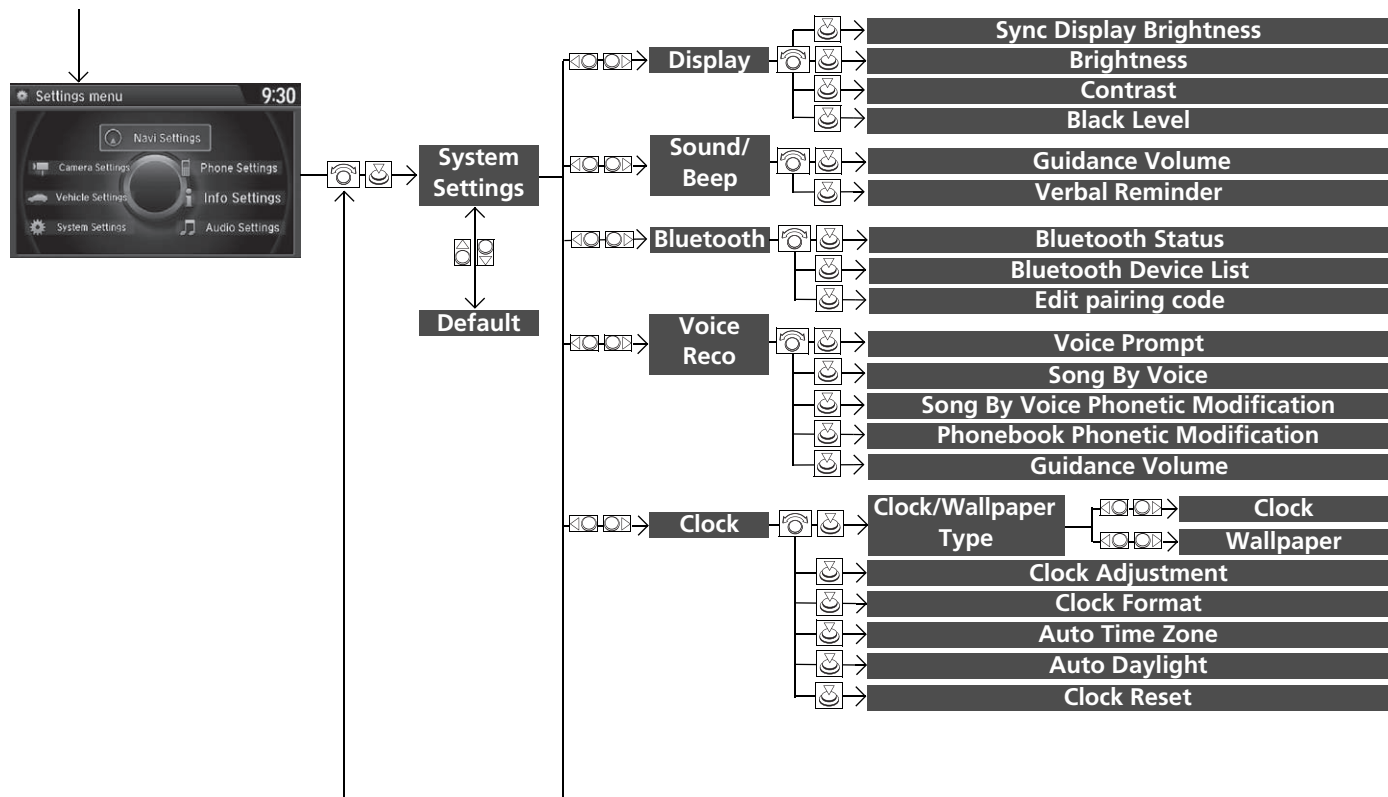 Settings menu 9:30
Navi Settings
Camera Settings Phone Settings
Vehicle Settings Info Settings
System Settings Audio Settings
System
Settings
Default
Display
Sync Display Brightness
Brightness
Contrast
Black Level
Sound/
Beep
Guidance Volume
Verbal Reminder
Bluetooth
Bluetooth Status
Bluetooth Device List
Edit pairing code
Voice
Reco
Voice Prompt
Song By Voice
Song By Voice Phonetic Modification
Phonebook Phonetic Modification
Guidance Volume
Clock
Clock/Wallpaper
Type
Clock
Wallpaper
Clock Adjustment
Clock Format
Auto Time Zone
Auto Daylight
Clock Reset